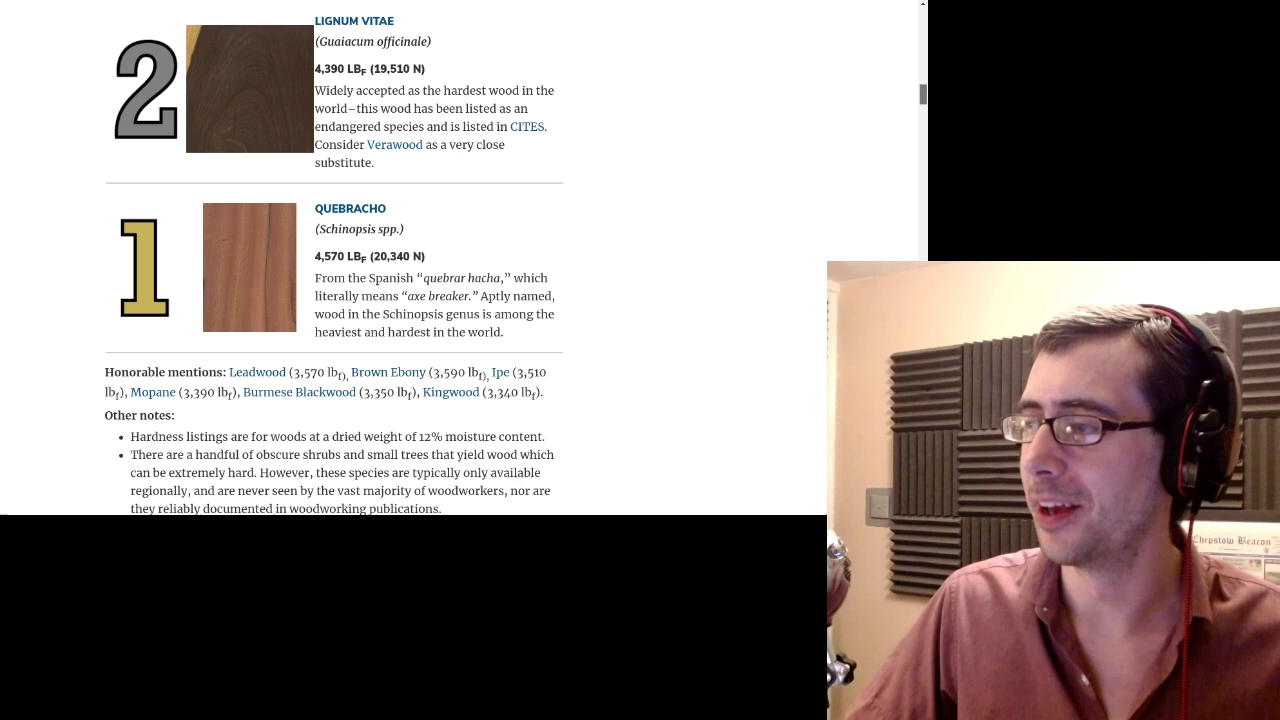 2
LIGNUM VITAE
(Guaiacum officinale)
4,390 LBF (19,510 N)
Widely accepted as the hardest wood in the
world–this wood has been listed as an
endangered species and is listed in CITES.
Consider Verawood as a very close
substitute.
1
QUEBRACHO
(Schinopsis spp.)
4,570 LBF (20,340 N)
From the Spanish “quebrar hacha,” which
literally means “axe breaker.” Aptly named,
wood in the Schinopsis genus is among the
heaviest and hardest in the world.
Honorable mentions: Leadwood (3,570 lbf), Brown Ebony (3,590 lbf), Ipe (3,510
lbf), Mopane (3,390 lbf), Burmese Blackwood (3,350 lbf), Kingwood (3,340 lbf).
Other notes:
• Hardness listings are for woods at a dried weight of 12% moisture content.
• There are a handful of obscure shrubs and small trees that yield wood which
can be extremely hard. However, these species are typically only available
regionally, and are never seen by the vast majority of woodworkers, nor are
they reliably documented in woodworking publications.
Chepstow Beacon